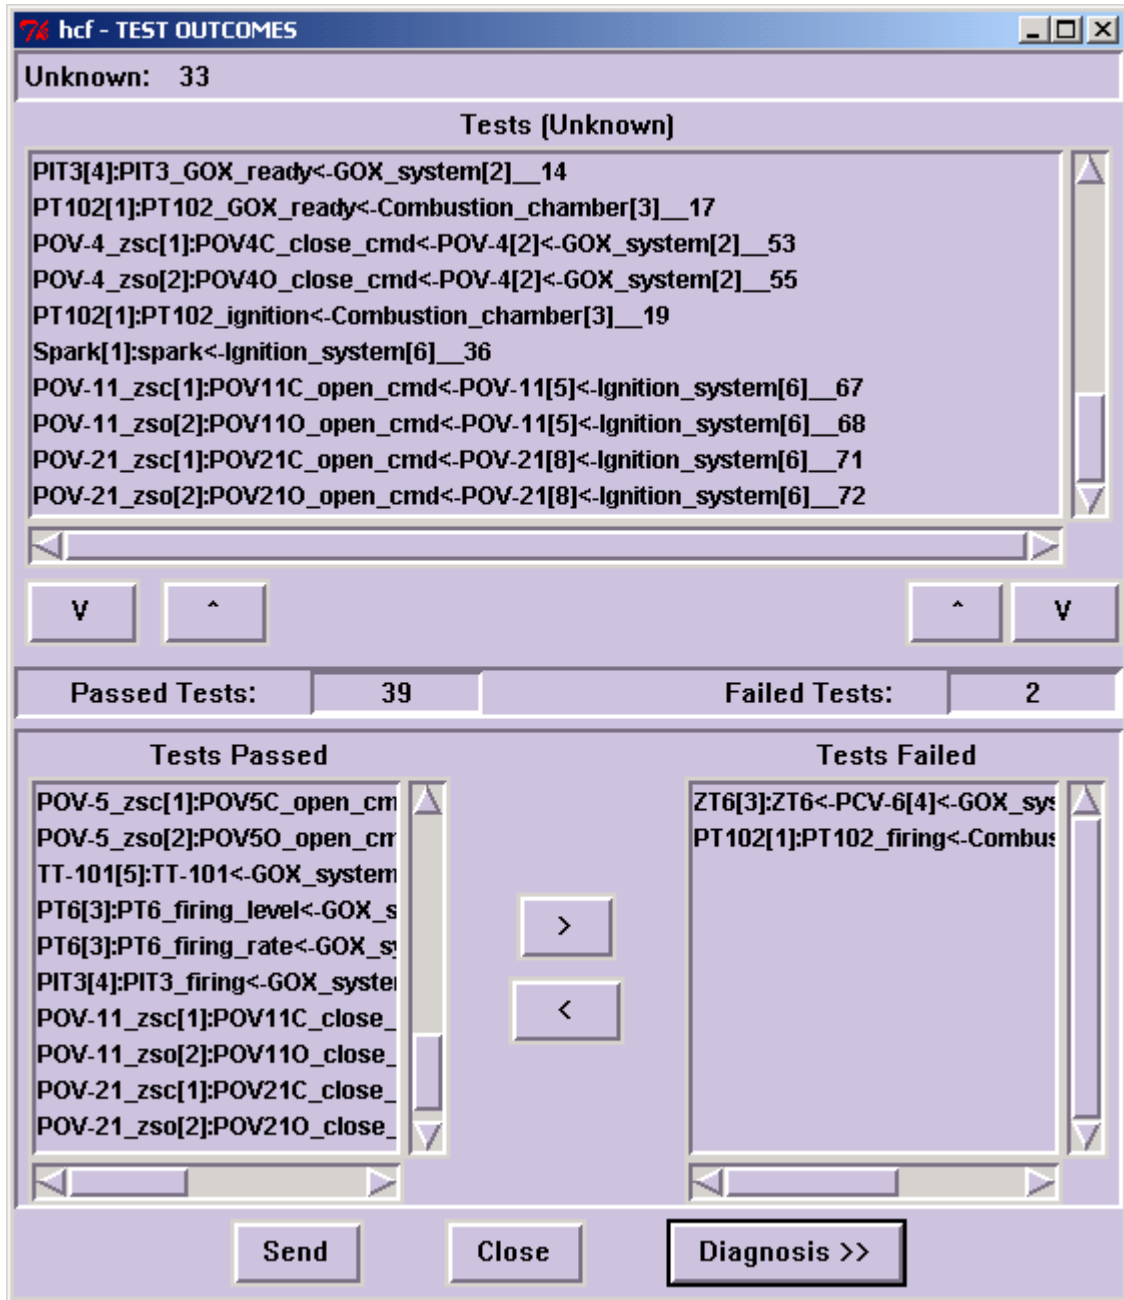 hcf - TEST OUTCOMES
Unknown: 33
Tests (Unknown)
PIT3[4]:PIT3_GOX_ready<-GOX_system[2]__14
PT102[1]:PT102_GOX_ready<-Combustion_chamber[3]__17
POV-4_zsc[1]:POV4C_close_cmd<-POV-4[2]<-GOX_system[2]__53
POV-4_zso[2]:POV4O_close_cmd<-POV-4[2]<-GOX_system[2]__55
PT102[1]:PT102_ignition<-Combustion_chamber[3]__19
Spark[1]:spark<-Ignition_system[6]__36
POV-11_zsc[1]:POV11C_open_cmd<-POV-11[5]<-Ignition_system[6]__67
POV-11_zso[2]:POV11O_open_cmd<-POV-11[5]<-Ignition_system[6]__68
POV-21_zsc[1]:POV21C_open_cmd<-POV-21[8]<-Ignition_system[6]__71
POV-21_zso[2]:POV21O_open_cmd<-POV-21[8]<-Ignition_system[6]__72
V ^ ^ V
Passed Tests: 39 Failed Tests: 2
Tests Passed
POV-5_zsc[1]:POV5C_open_cm
POV-5_zso[2]:POV5O_open_cm
TT-101[5]:TT-101<-GOX_system
PT6[3]:PT6_firing_level<-GOX_s
PT6[3]:PT6_firing_rate<-GOX_sy
PIT3[4]:PIT3_firing<-GOX_system
POV-11_zsc[1]:POV11C_close_
POV-11_zso[2]:POV11O_close_
POV-21_zsc[1]:POV21C_close_
POV-21_zso[2]:POV21O_close_
>
<
Tests Failed
ZT6[3]:ZT6<-PCV-6[4]<-GOX_sys
PT102[1]:PT102_firing<-Combus
Send Close Diagnosis >>